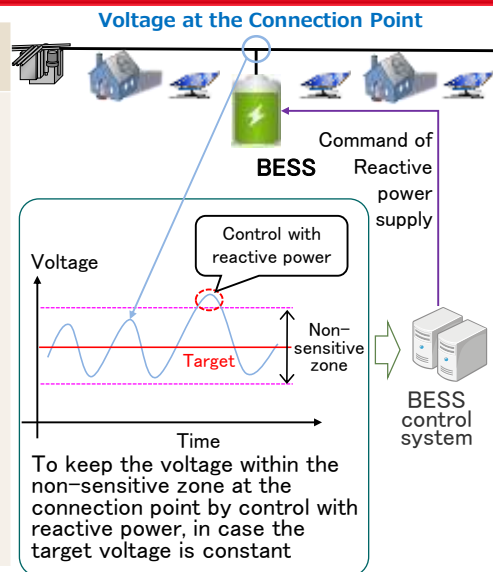 Voltage at the Connection Point
BESS
Command of
Reactive
power
supply
Control with
reactive power
Voltage
Target
Non-
sensitive
zone
Time
BESS
control
system
To keep the voltage within the
non-sensitive zone at the
connection point by control with
reactive power, in case the
target voltage is constant